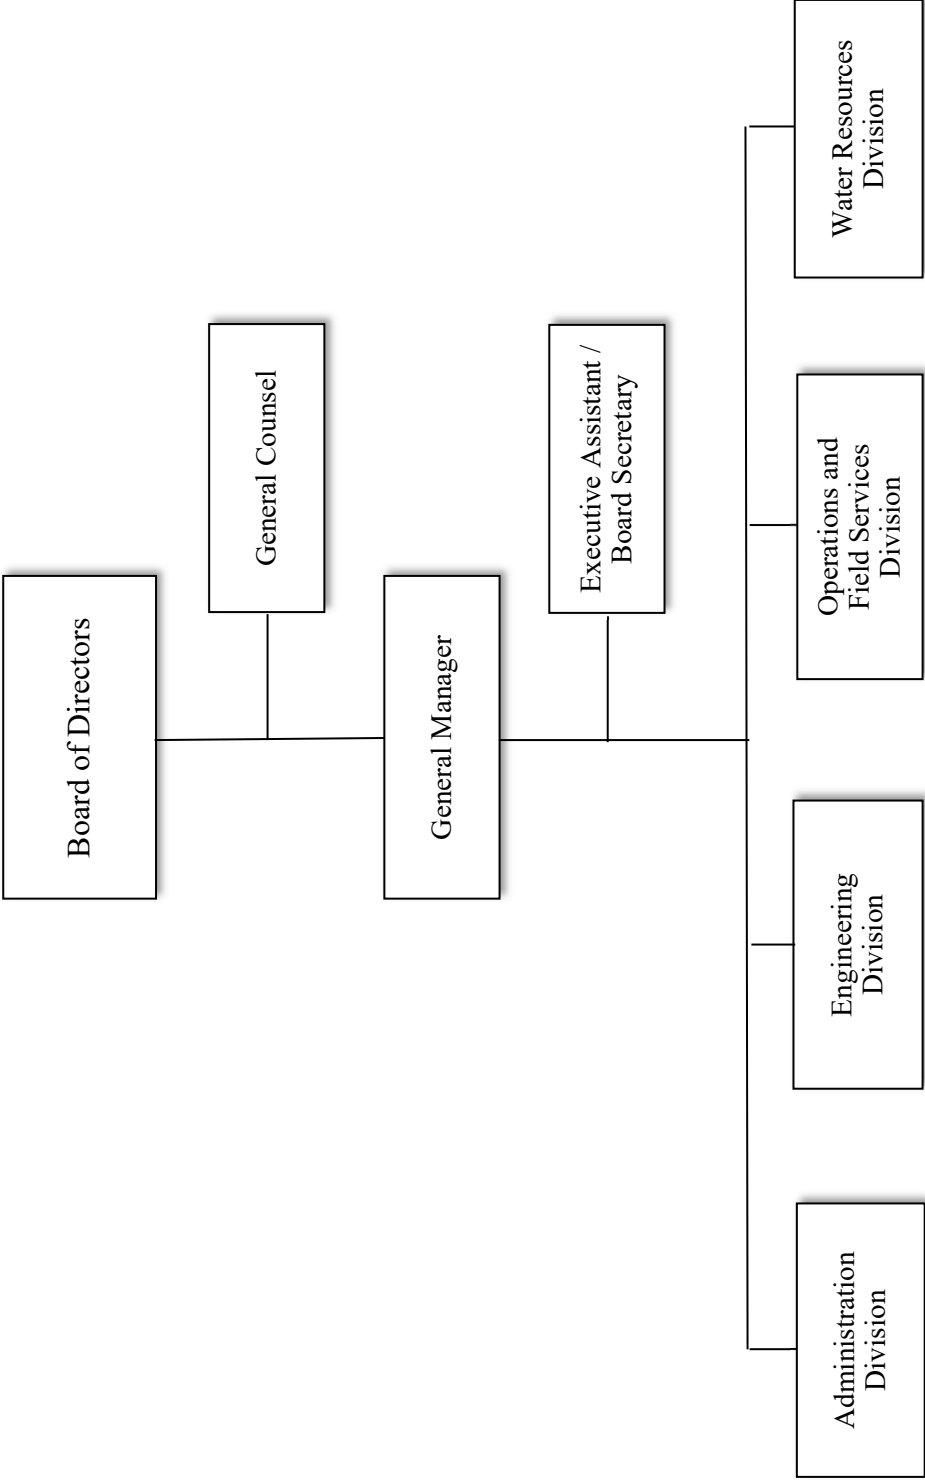 Board of Directors
General Counsel
General Manager
Executive Assistant /
Board Secretary
Administration
Division
Engineering
Division
Operations and
Field Services
Division
Water Resources
Division